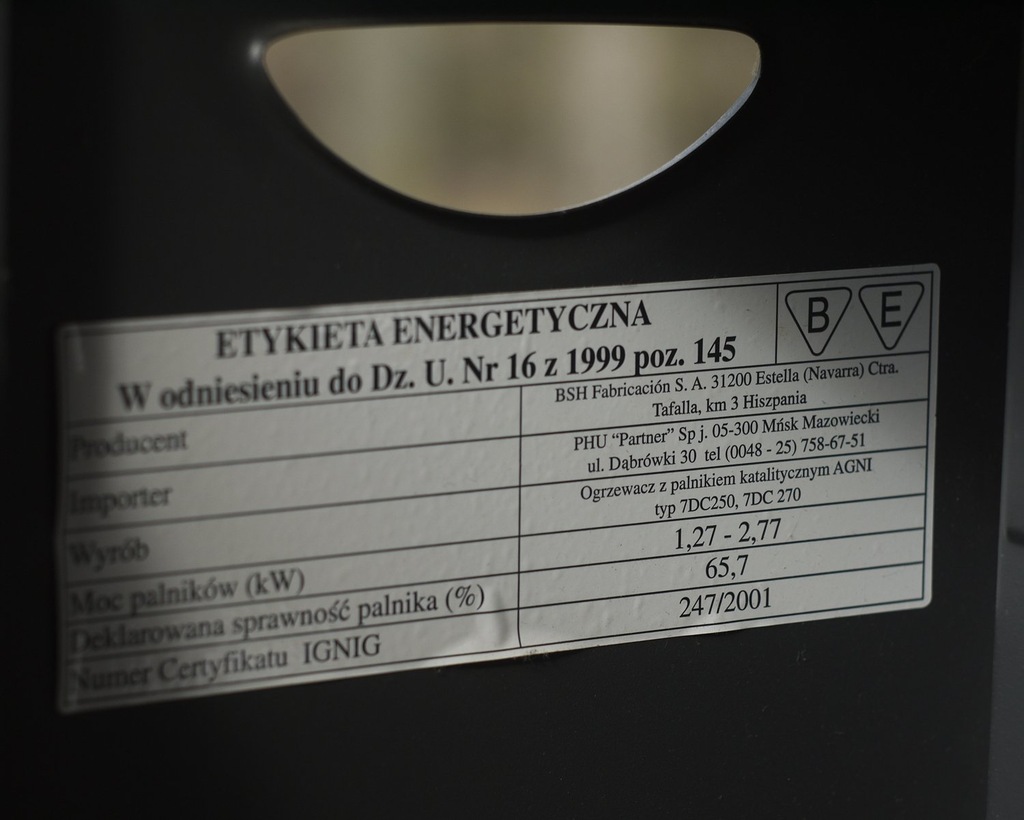 ETYKIETA ENERGETYCZNA
W odniesieniu do Dz. U. Nr 16 z 1999 poz. 145
B E
Producent
BSH Fabricación S. A. 31200 Estella (Navarra) Ctra.
Tafalla, km 3 Hiszpania
Importer
PHU “Partner” Sp j. 05-300 Mńsk Mazowiecki
ul. Dąbrówki 30 tel (0048 - 25) 758-67-51
Wyrób
Ogrzewacz z palnikiem katalitycznym AGNI
typ 7DC250, 7DC 270
Moc palników (kW)
1,27 - 2,77
Deklarowana sprawność palnika (%)
65,7
Numer Certyfikatu IGNIG
247/2001